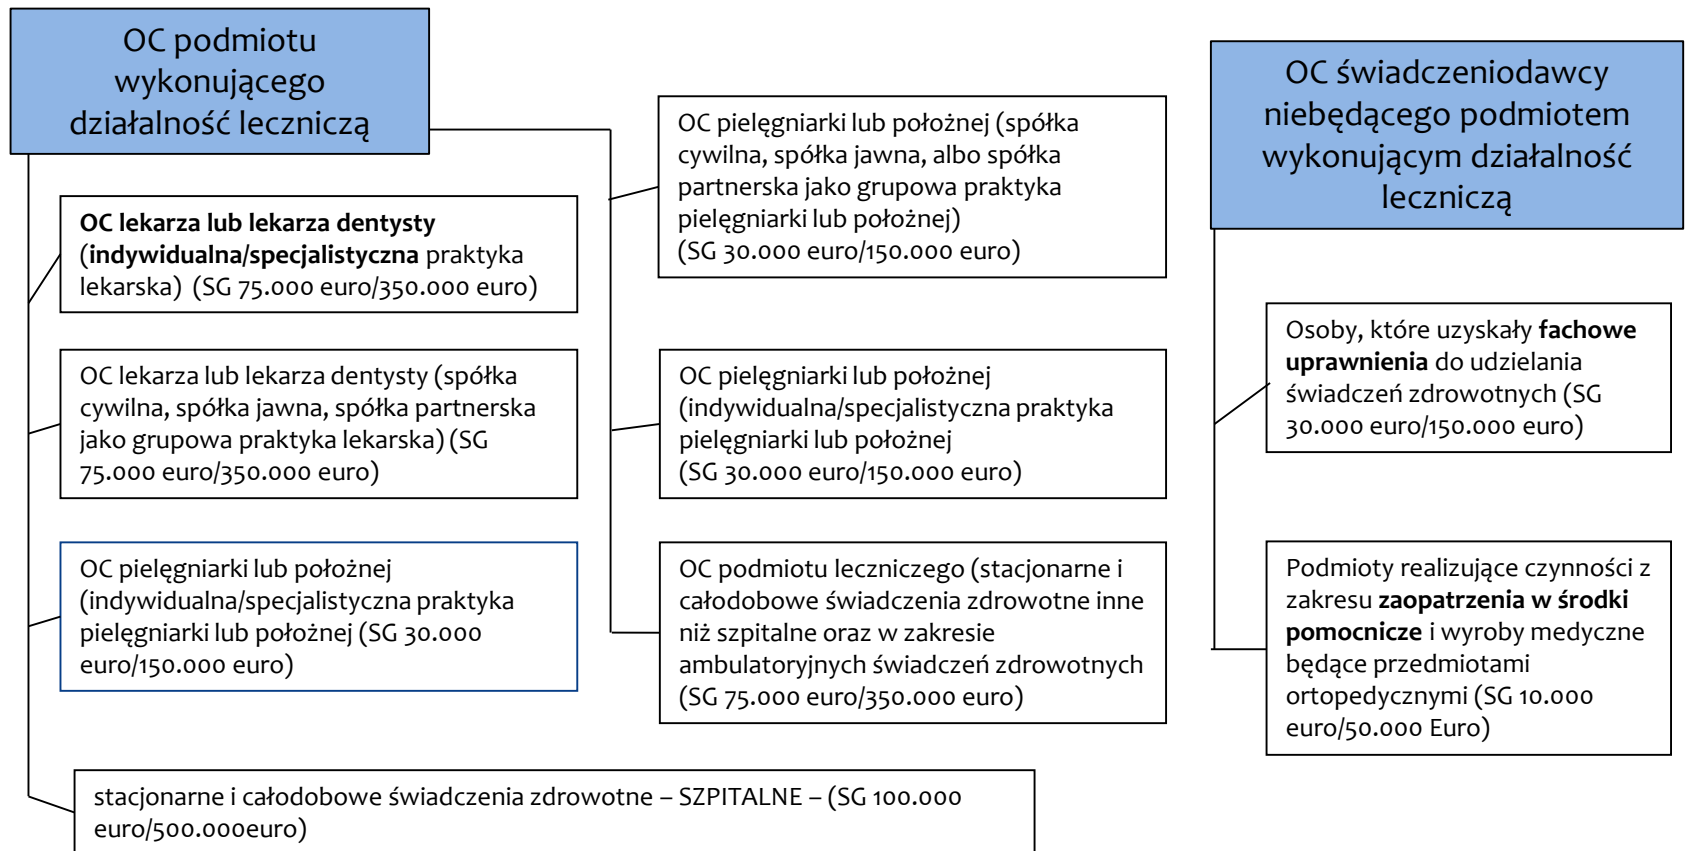 OC podmiotu
wykonującego
działalność leczniczą
OC lekarza lub lekarza dentysty
(indywidualna/specjalistyczna praktyka
lekarska) (SG 75.000 euro/350.000 euro)
OC lekarza lub lekarza dentysty (spółka
cywilna, spółka jawna, spółka partnerska
jako grupowa praktyka lekarska) (SG
75.000 euro/350.000 euro)
OC pielęgniarki lub położnej
(indywidualna/specjalistyczna praktyka
pielęgniarki lub położnej (SG 30.000
euro/150.000 euro)
stacjonarne i całodobowe świadczenia zdrowotne – SZPITALNE – (SG 100.000
euro/500.000euro)
OC pielęgniarki lub położnej (spółka
cywilna, spółka jawna, albo spółka
partnerska jako grupowa praktyka
pielęgniarki lub położnej)
(SG 30.000 euro/150.000 euro)
OC pielęgniarki lub położnej
(indywidualna/specjalistyczna praktyka
pielęgniarki lub położnej
(SG 30.000 euro/150.000 euro)
OC podmiotu leczniczego (stacjonarne i
całodobowe świadczenia zdrowotne inne
niż szpitalne oraz w zakresie
ambulatoryjnych świadczeń zdrowotnych
(SG 75.000 euro/350.000 euro)
OC świadczeniodawcy
niebędącego podmiotem
wykonującym działalność
leczniczą
Osoby, które uzyskały fachowe
uprawnienia do udzielania
świadczeń zdrowotnych (SG
30.000 euro/150.000 euro)
Podmioty realizujące czynności z
zakresu zaopatrzenia w środki
pomocnicze i wyroby medyczne
będące przedmiotami
ortopedycznymi (SG 10.000
euro/50.000 Euro)